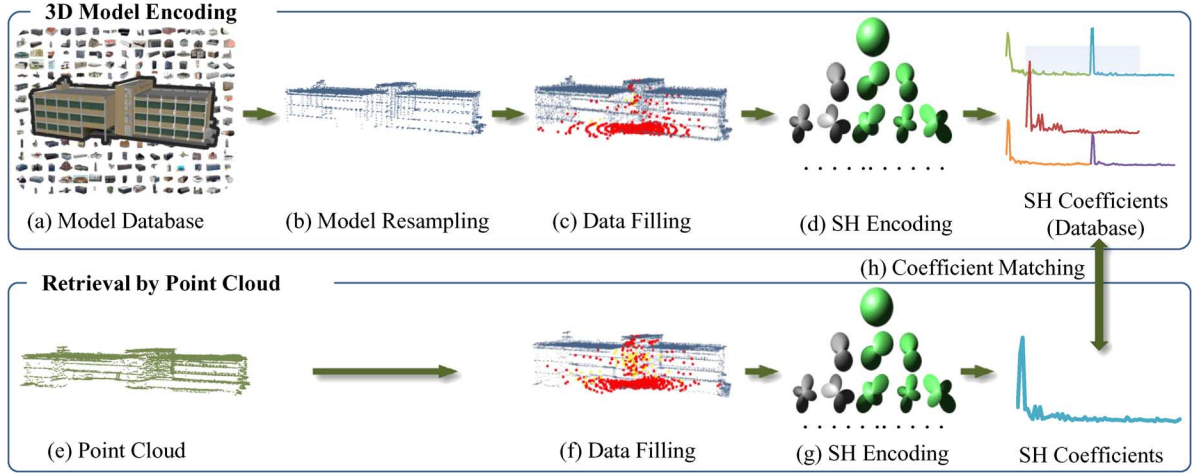 3D Model Encoding
(a) Model Database
(b) Model Resampling
(c) Data Filling
(d) SH Encoding
SH Coefficients
(Database)
(h) Coefficient Matching
Retrieval by Point Cloud
(e) Point Cloud
(f) Data Filling
(g) SH Encoding
SH Coefficients